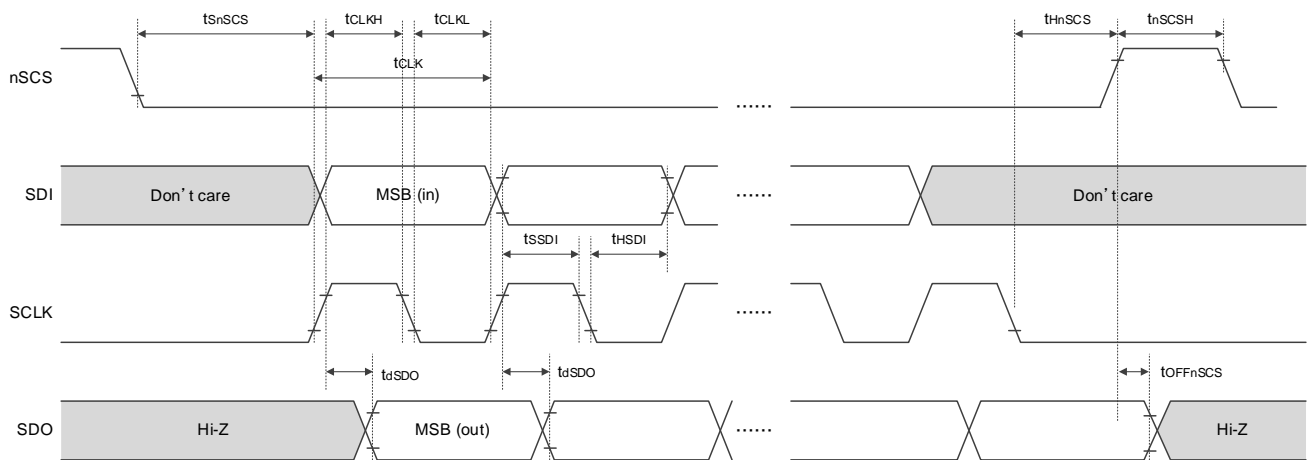 tSnSCS tCLKH tCLKL tHnSCS tnSCSH
tCLK
nSCS ······
SDI Don't care MSB (in) ······ Don't care
tSSDI tHSDI
SCLK ······
tdSDO tdSDO tOFFnSCS
SDO Hi-Z MSB (out) ······ Hi-Z